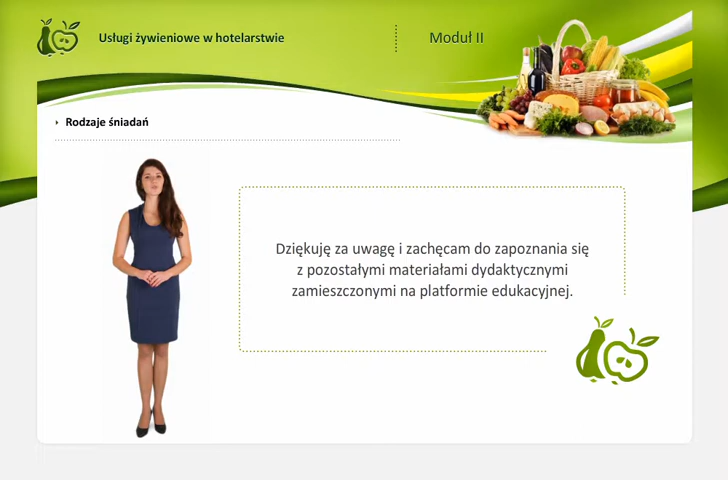 Usługi żywieniowe w hotelarstwie
Moduł II
Rodzaje śniadań
Dziękuję za uwagę i zachęcam do zapoznania się
z pozostałymi materiałami dydaktycznymi
zamieszczonymi na platformie edukacyjnej.